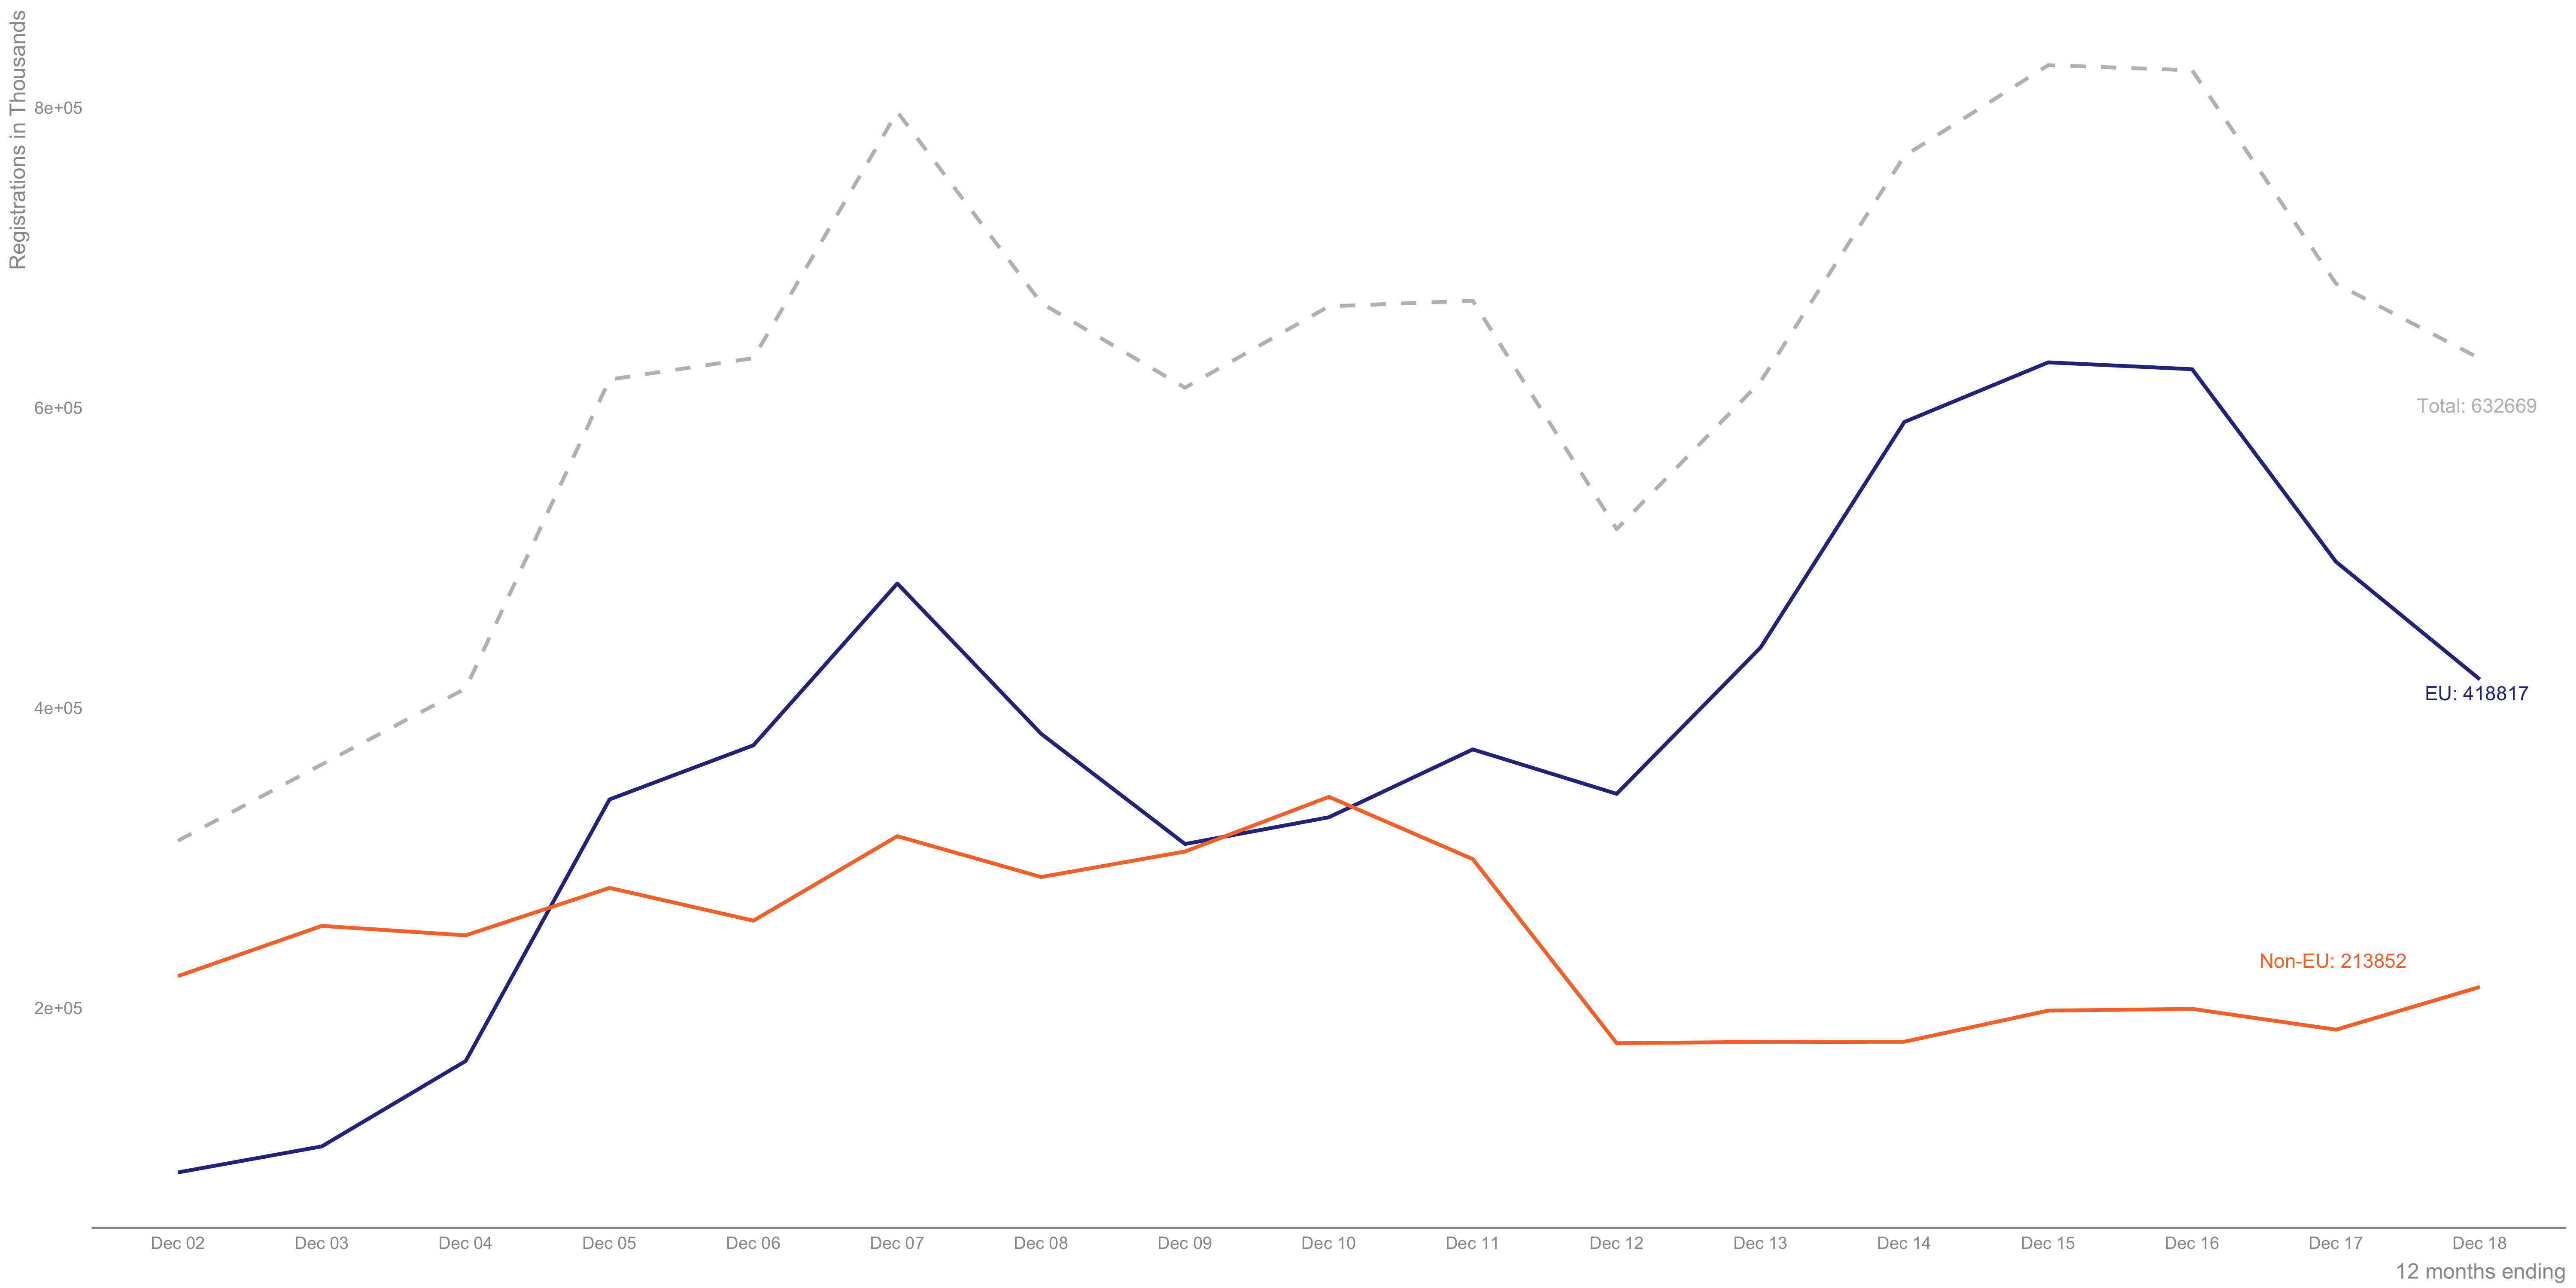 Registrations in Thousands
8e+05
6e+05
4e+05
2e+05
Total: 632669
EU: 418817
Non-EU: 213852
Dec 02
Dec 03
Dec 04
Dec 05
Dec 06
Dec 07
Dec 08
Dec 09
Dec 10
Dec 11
Dec 12
Dec 13
Dec 14
Dec 15
Dec 16
Dec 17
Dec 18
12 months ending